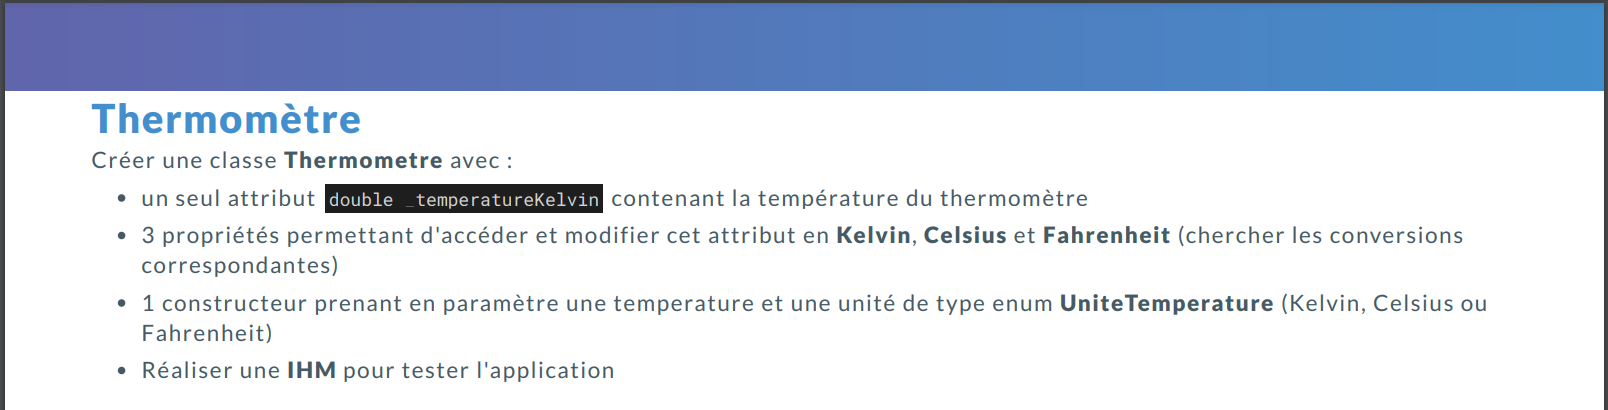 Thermomètre
Créer une classe Thermometre avec :
• un seul attribut double _temperatureKelvin contenant la température du thermomètre
• 3 propriétés permettant d'accéder et modifier cet attribut en Kelvin, Celsius et Fahrenheit (chercher les conversions
correspondantes)
• 1 constructeur prenant en paramètre une temperature et une unité de type enum UniteTemperature (Kelvin, Celsius ou
Fahrenheit)
• Réaliser une IHM pour tester l'application